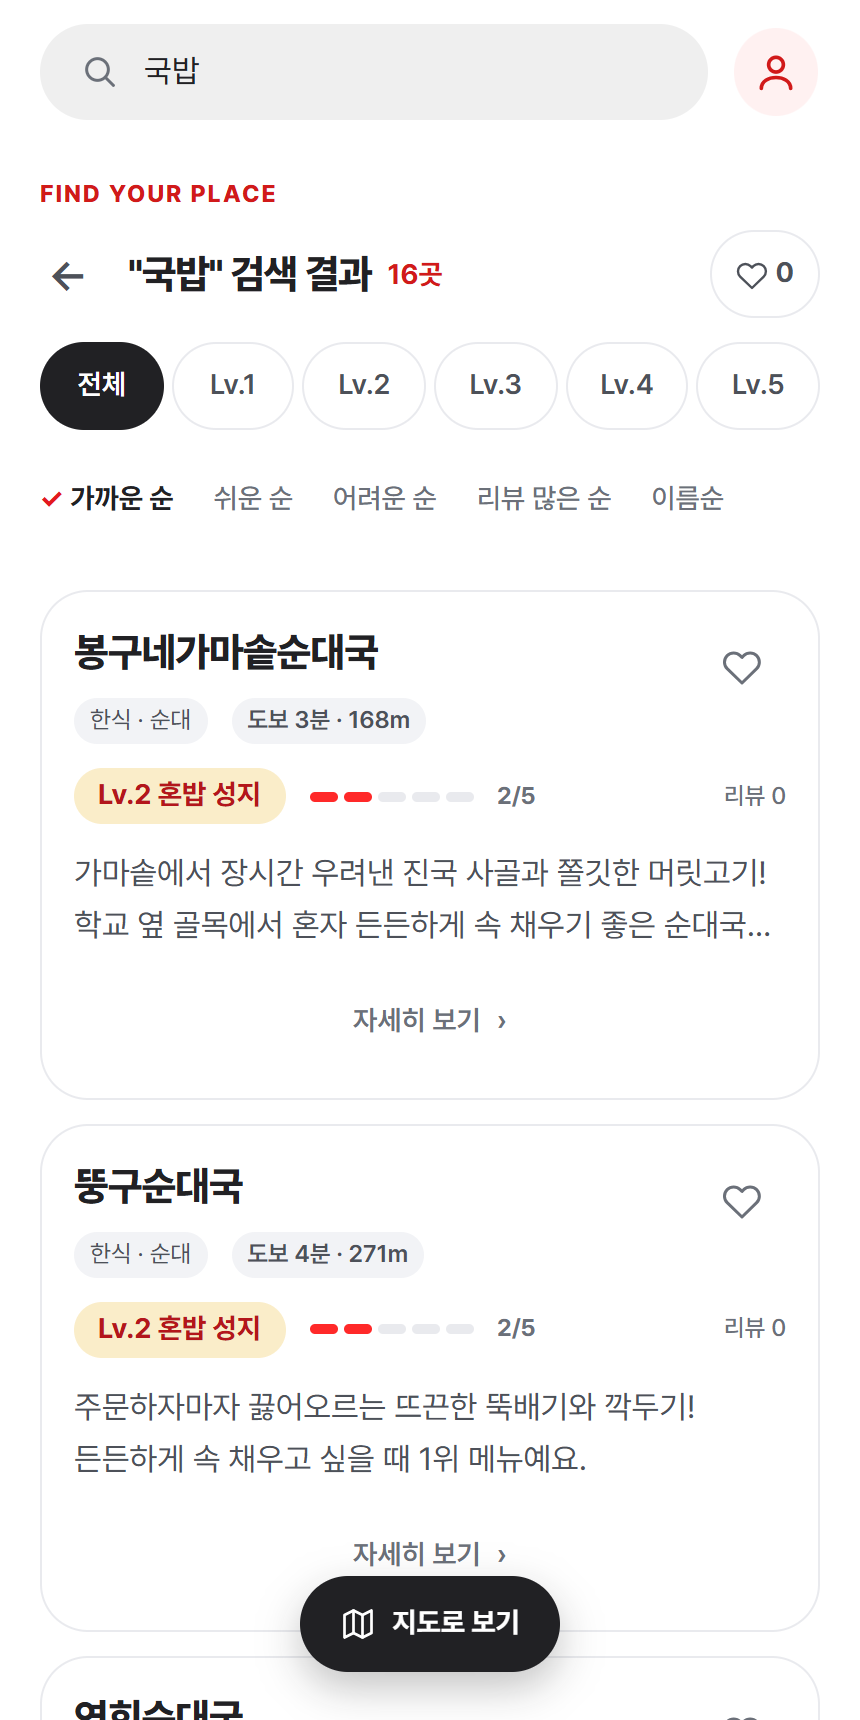 국밥
FIND YOUR PLACE
"국밥" 검색 결과 16곳
0
전체 Lv.1 Lv.2 Lv.3 Lv.4 Lv.5
가까운 순 쉬운 순 어려운 순 리뷰 많은 순 이름순
봉구네가마솥순대국
한식 · 순대 도보 3분 · 168m
Lv.2 혼밥 성지 2/5 리뷰 0
가마솥에서 장시간 우려낸 진국 사골과 쫄깃한 머릿고기!
학교 옆 골목에서 혼자 든든하게 속 채우기 좋은 순대국...
자세히 보기 ›
뚱구순대국
한식 · 순대 도보 4분 · 271m
Lv.2 혼밥 성지 2/5 리뷰 0
주문하자마자 끓어오르는 뜨끈한 뚝배기와 깍두기!
든든하게 속 채우고 싶을 때 1위 메뉴예요.
자세히 보기 ›
지도로 보기